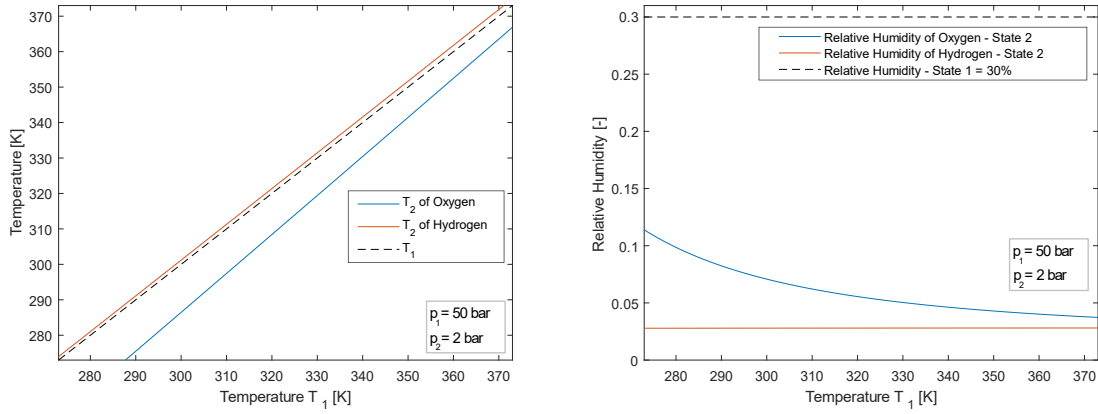 370
360
350
340
330
320
310
300
290
280
Temperature [K]
T2 of Oxygen
T2 of Hydrogen
T1
p1= 50 bar
p2= 2 bar
280 290 300 310 320 330 340 350 360 370
Temperature T1 [K]
0.3
0.25
0.2
0.15
0.1
0.05
0
Relative Humidity [-]
Relative Humidity of Oxygen - State 2
Relative Humidity of Hydrogen - State 2
Relative Humidity - State 1 = 30%
p1= 50 bar
p2= 2 bar
280 290 300 310 320 330 340 350 360 370
Temperature T1 [K]